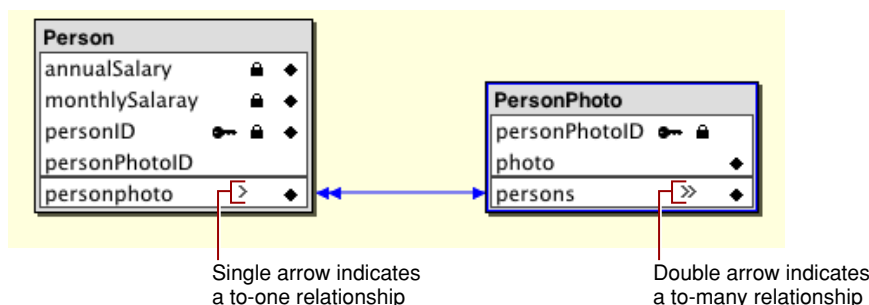 Person
annualSalary
monthlySalaray
personID
personPhotoID
personphoto
PersonPhoto
personPhotoID
photo
persons
Single arrow indicates
a to-one relationship
Double arrow indicates
a to-many relationship